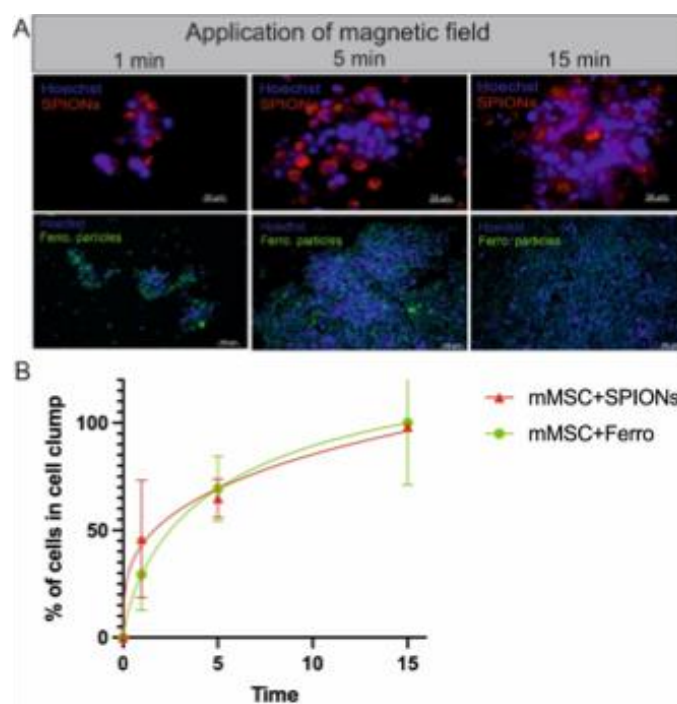 A
Application of magnetic field
1 min 5 min 15 min
Hoechst Hoechst Hoechst
SPIONs SPIONs SPIONs
Hoechst Hoechst Hoechst
Ferro. particles Ferro. particles Ferro. particles
B
% of cells in cell clump
100
50
0
0 5 10 15
Time
mMSC+SPIONs
mMSC+Ferro